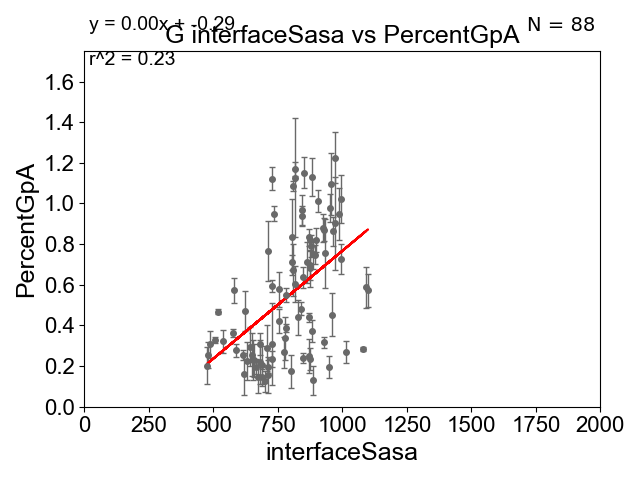 y = 0.00x + -0.29
N = 88
G interfaceSasa vs PercentGpA
r^2 = 0.23
PercentGpA
1.6
1.4
1.2
1.0
0.8
0.6
0.4
0.2
0.0
0 250 500 750 1000 1250 1500 1750 2000
interfaceSasa